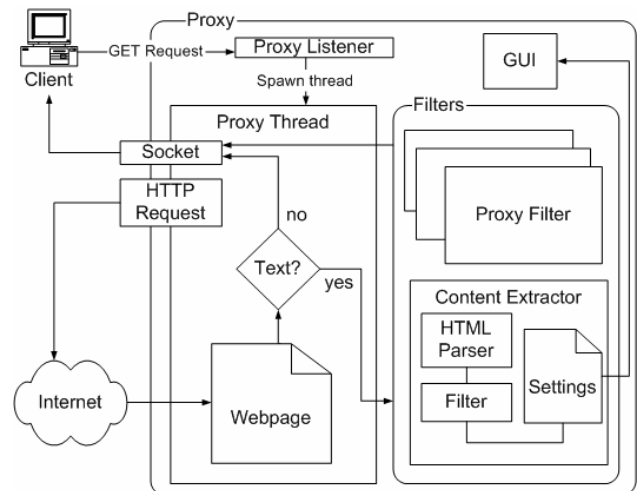 Proxy
Client
GET Request
Proxy Listener
GUI
Spawn thread
Proxy Thread
Filters
Socket
HTTP
Request
Proxy Filter
no
Text?
yes
Content Extractor
HTML
Parser
Settings
Filter
Internet
Webpage